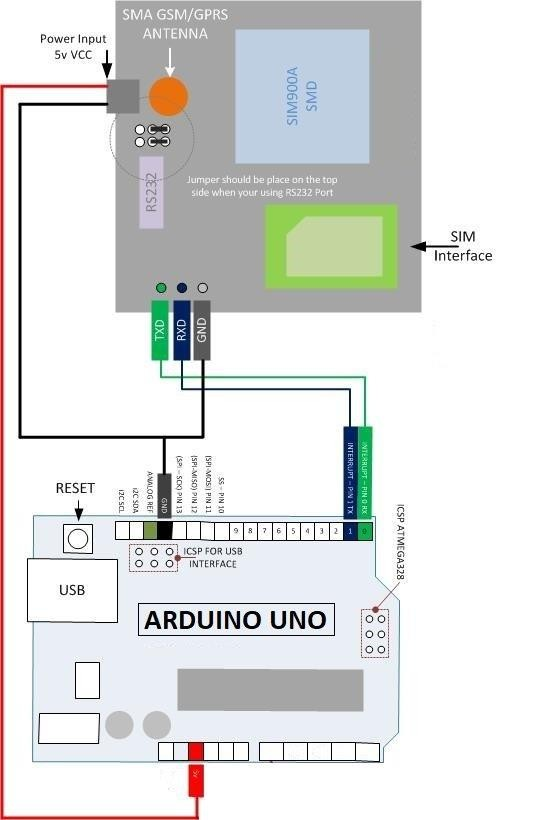 SMA GSM/GPRS
ANTENNA
Power Input
5v VCC
SIM900A
SMD
RS232
Jumper should be place on the top
side when your using RS232 Port
SIM
Interface
TXD
RXD
GND
INTERRUPT – PIN 1 TX
INTERRUPT – PIN 0 RX
RESET
I2C SCL
I2C SDA
ANALOG REF
GND
(SPI – SCK) PIN 13
(SPI-MISO) PIN 12
(SPI-MOSI) PIN 11
SS – PIN 10
9 8 7 6 5 4 3 2 1 0
ICSP FOR USB
INTERFACE
ICSP ATMEGA328
USB
ARDUINO UNO
5V